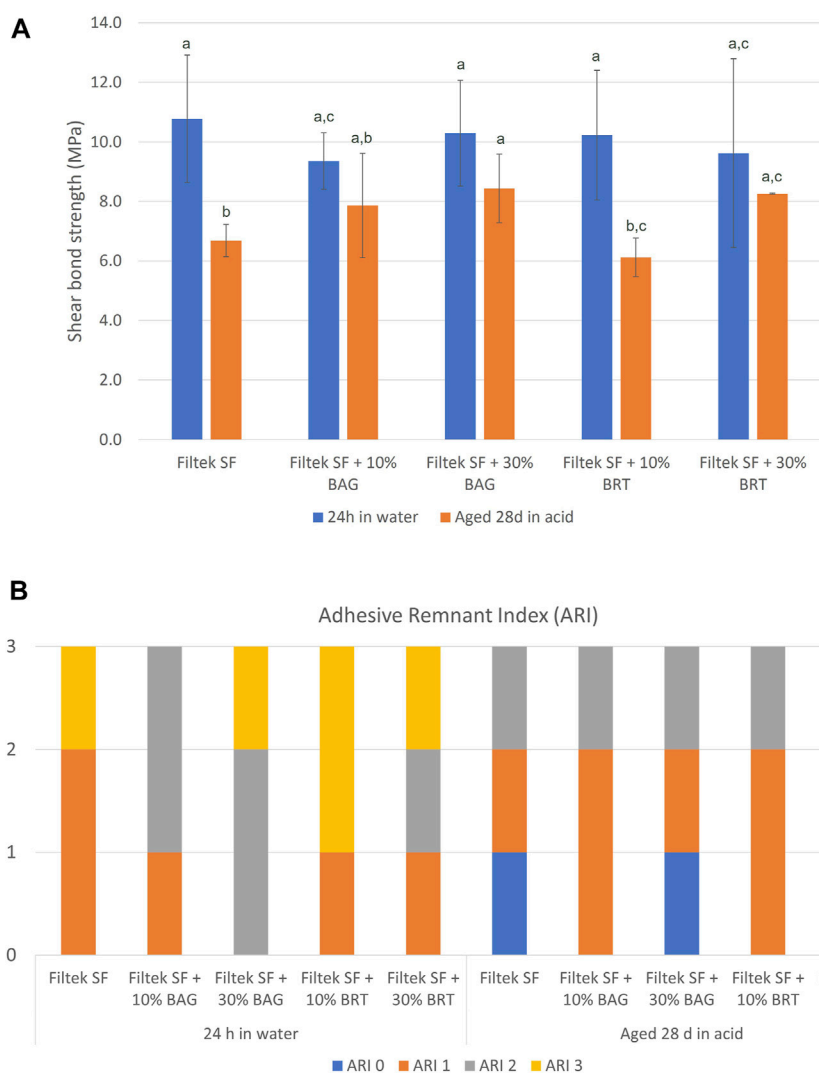 A
14.0
12.0
10.0
8.0
6.0
4.0
2.0
0.0
Shear bond strength (MPa)
a
b
a,c
a,b
a
a
a
b,c
a,c
a,c
Filtek SF
Filtek SF + 10%
BAG
Filtek SF + 30%
BAG
Filtek SF + 10%
BRT
Filtek SF + 30%
BRT
24h in water
Aged 28d in acid
B
Adhesive Remnant Index (ARI)
3
2
1
0
Filtek SF
Filtek SF +
10% BAG
Filtek SF +
30% BAG
Filtek SF +
10% BRT
Filtek SF +
30% BRT
Filtek SF
Filtek SF +
10% BAG
Filtek SF +
30% BAG
Filtek SF +
10% BRT
24 h in water
Aged 28 d in acid
ARI 0
ARI 1
ARI 2
ARI 3